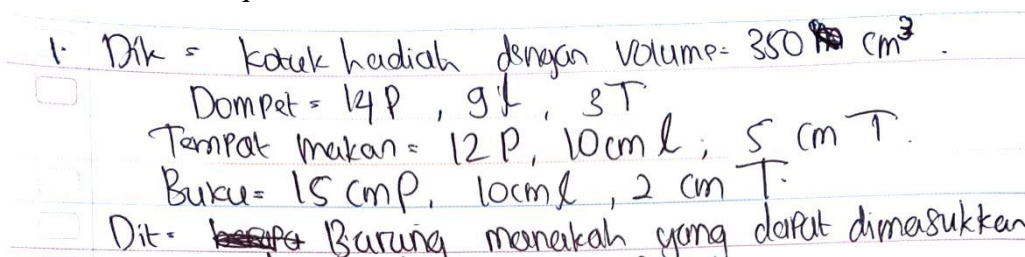 1. Dik = kotak hadiah dengan volume = 350 cm³.
Dompet = 14 P, 9 l, 3 T
Tempat makan = 12 P, 10 cm l, 5 cm T.
Buku = 15 cm P, 10 cm l, 2 cm T.
Dit = Barang manakah yang dapat dimasukkan